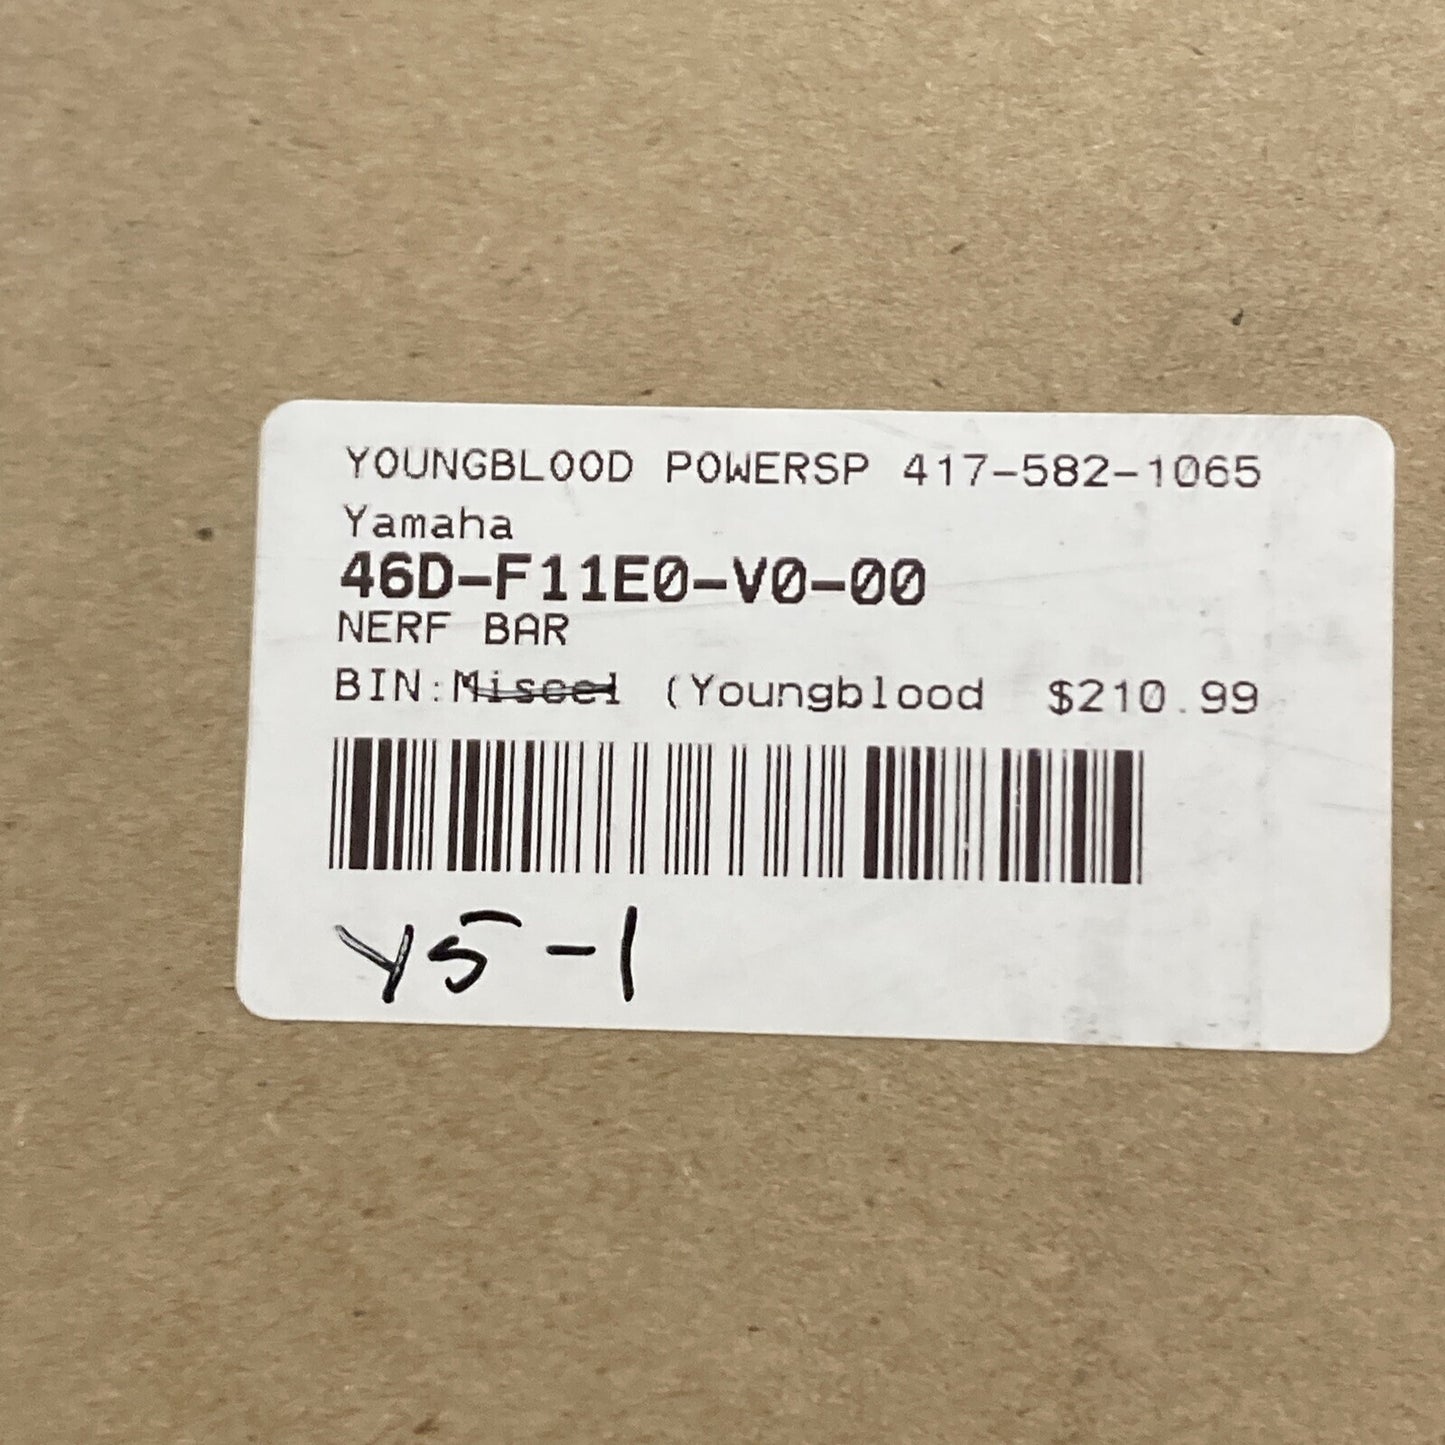 YOUNGBLOOD POWERSP 417-582-1065
Yamaha
46D-F11E0-V0-00
NERF BAR
BIN:Miscel (Youngblood $210.99
Y5-1